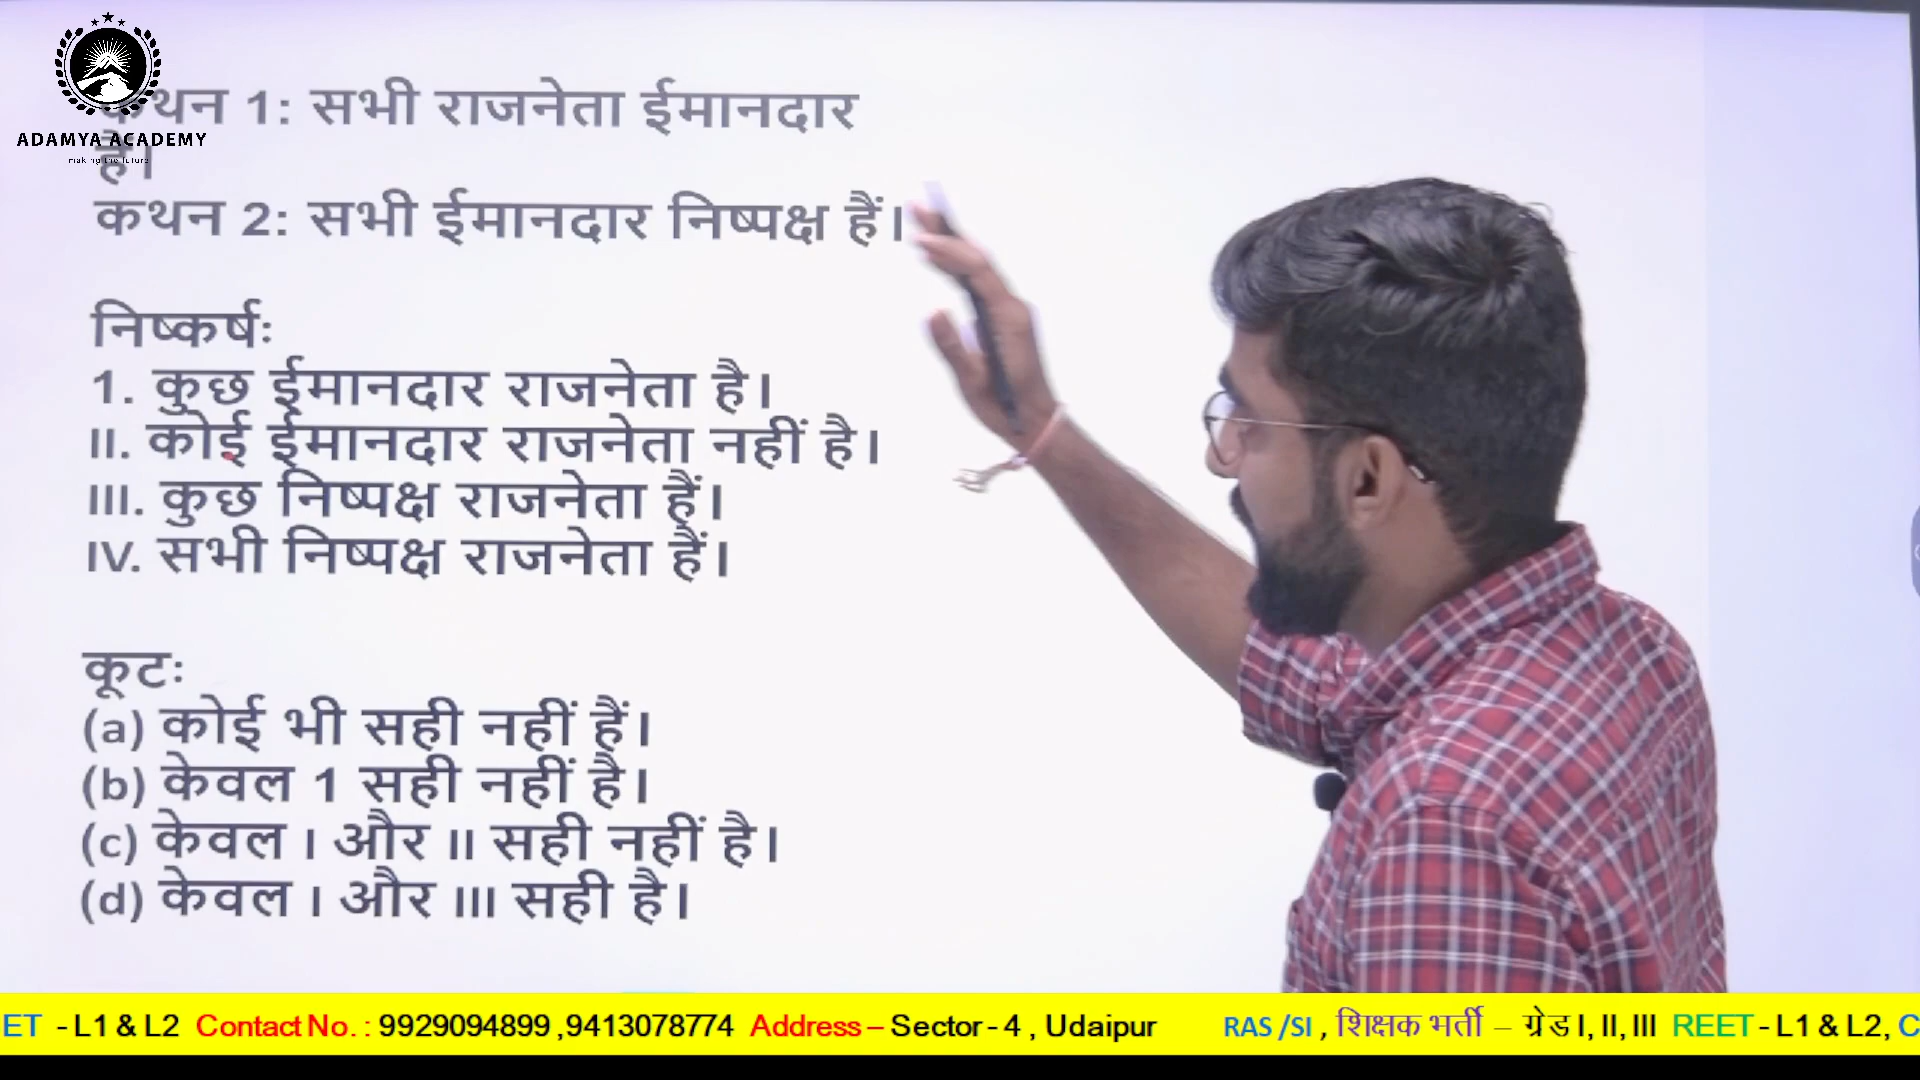 ADAMYA ACADEMY
making the future
कथन 1: सभी राजनेता ईमानदार
है।
कथन 2: सभी ईमानदार निष्पक्ष हैं।
निष्कर्षः
1. कुछ ईमानदार राजनेता है।
II. कोई ईमानदार राजनेता नहीं है।
III. कुछ निष्पक्ष राजनेता हैं।
IV. सभी निष्पक्ष राजनेता हैं।
कूटः
(a) कोई भी सही नहीं हैं।
(b) केवल 1 सही नहीं है।
(c) केवल I और II सही नहीं है।
(d) केवल I और III सही है।
ET - L1 & L2 Contact No. : 9929094899 ,9413078774 Address – Sector - 4 , Udaipur RAS /SI , शिक्षक भर्ती – ग्रेड I, II, III REET - L1 & L2, C